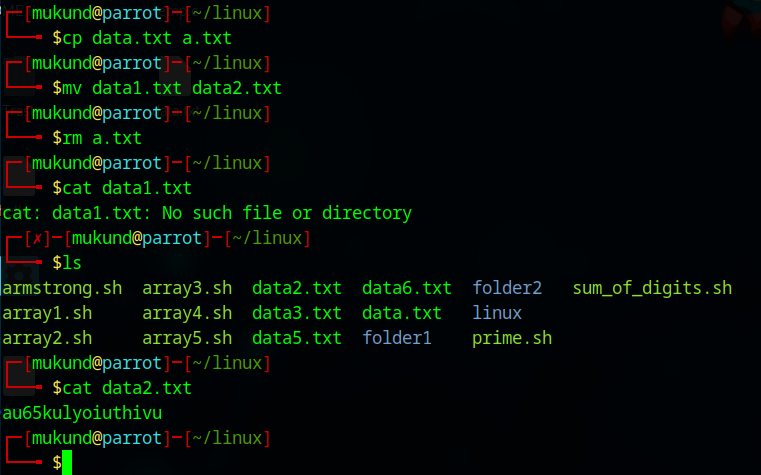 ┌─[mukund@parrot]─[~/linux]
└──╼ $cp data.txt a.txt
┌─[mukund@parrot]─[~/linux]
└──╼ $mv data1.txt data2.txt
┌─[mukund@parrot]─[~/linux]
└──╼ $rm a.txt
┌─[mukund@parrot]─[~/linux]
└──╼ $cat data1.txt
cat: data1.txt: No such file or directory
┌─[✗]─[mukund@parrot]─[~/linux]
└──╼ $ls
armstrong.sh  array3.sh  data2.txt  data6.txt  folder2  sum_of_digits.sh
array1.sh     array4.sh  data3.txt  data.txt   linux
array2.sh     array5.sh  data5.txt  folder1    prime.sh
┌─[mukund@parrot]─[~/linux]
└──╼ $cat data2.txt
au65kulyoiuthivu
┌─[mukund@parrot]─[~/linux]
└──╼ $